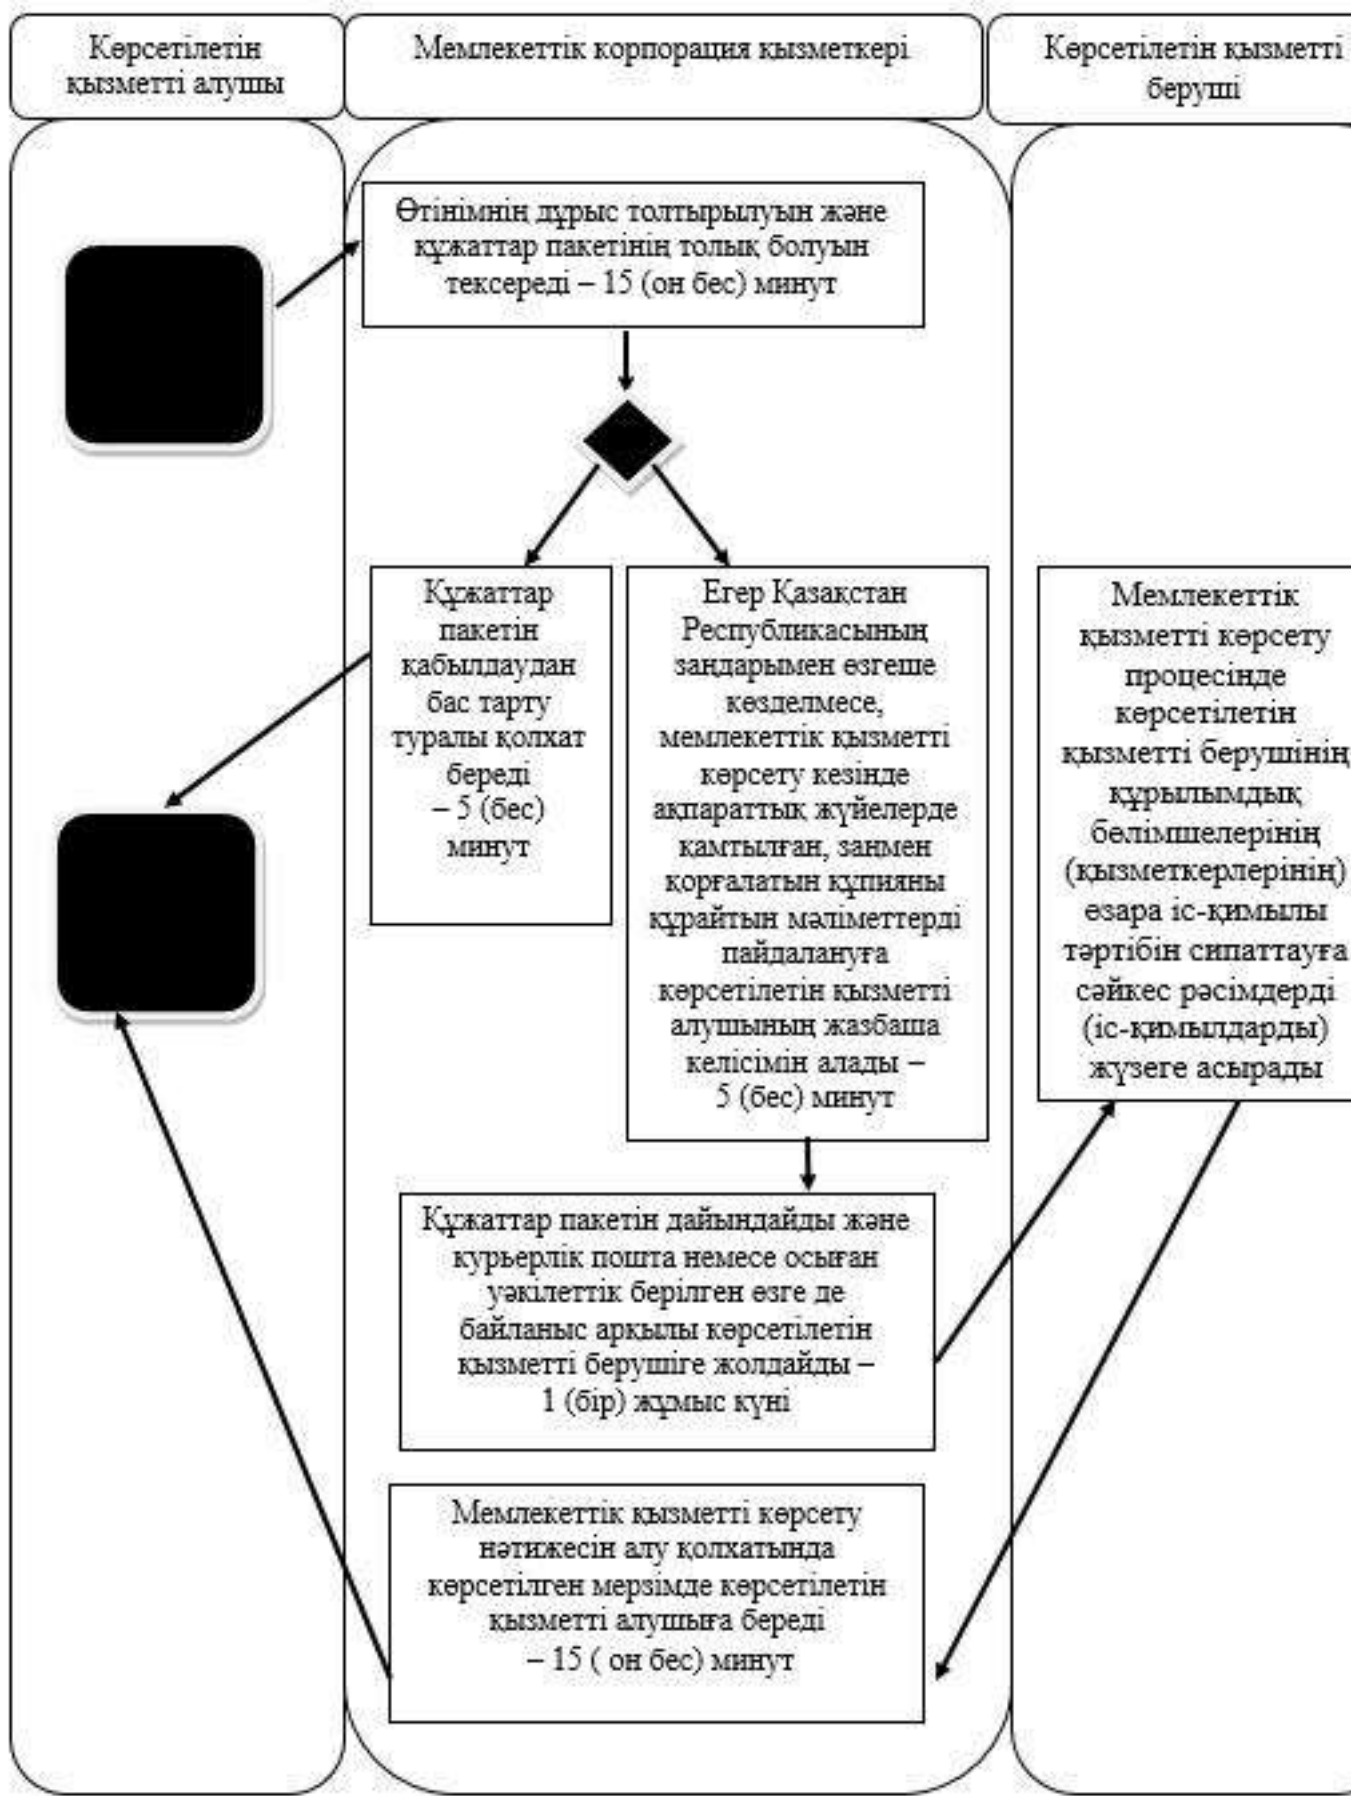 Көрсетілетін
қызметті алушы
Мемлекеттік корпорация қызметкері
Көрсетілетін қызметті
беруші
Өтінімнің дұрыс толтырылуын және
құжаттар пакетінің толық болуын
тексереді – 15 (он бес) минут
Құжаттар
пакетін
қабылдаудан
бас тарту
туралы қолхат
береді
– 5 (бес)
минут
Егер Қазақстан
Республикасының
заңдарымен өзгеше
көзделмесе,
мемлекеттік қызметті
көрсету кезінде
ақпараттық жүйелерде
қамтылған, заңмен
қорғалатын құпияны
құрайтын мәліметтерді
пайдалануға
көрсетілетін қызметті
алушының жазбаша
келісімін алады –
5 (бес) минут
Мемлекеттік
қызметті көрсету
процесінде
көрсетілетін
қызметті берушінің
құрылымдық
бөлімшелерінің
(қызметкерлерінің)
өзара іс-қимылы
тәртібін сипаттауға
сәйкес рәсімдерді
(іс-қимылдарды)
жүзеге асырады
Құжаттар пакетін дайындайды және
курьерлік пошта немесе осыған
уәкілеттік берілген өзге де
байланыс арқылы көрсетілетін
қызметті берушіге жолдайды –
1 (бір) жұмыс күні
Мемлекеттік қызметті көрсету
нәтижесін алу қолхатында
көрсетілген мерзімде көрсетілетін
қызметті алушыға береді
– 15 ( он бес) минут